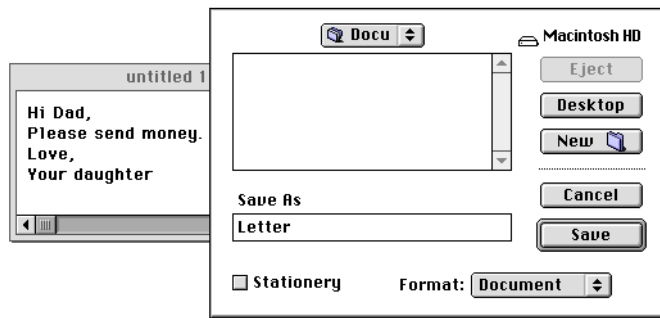 Docu
Macintosh HD
Eject
untitled 1
Desktop
Hi Dad,
Please send money.
New
Love,
Your daughter
Save As
Cancel
Letter
Save
Stationery
Format: Document